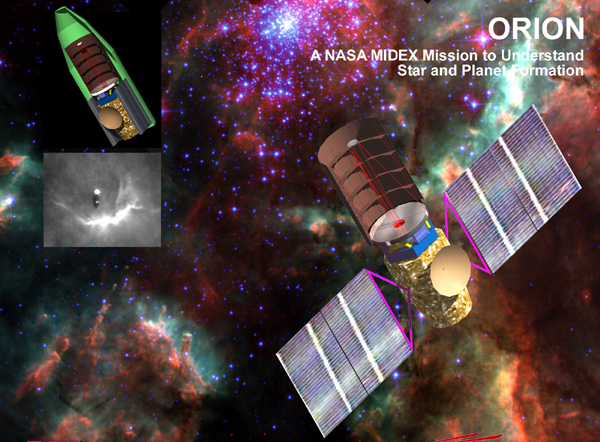 ORION
A NASA MIDEX Mission to Understand
Star and Planet Formation